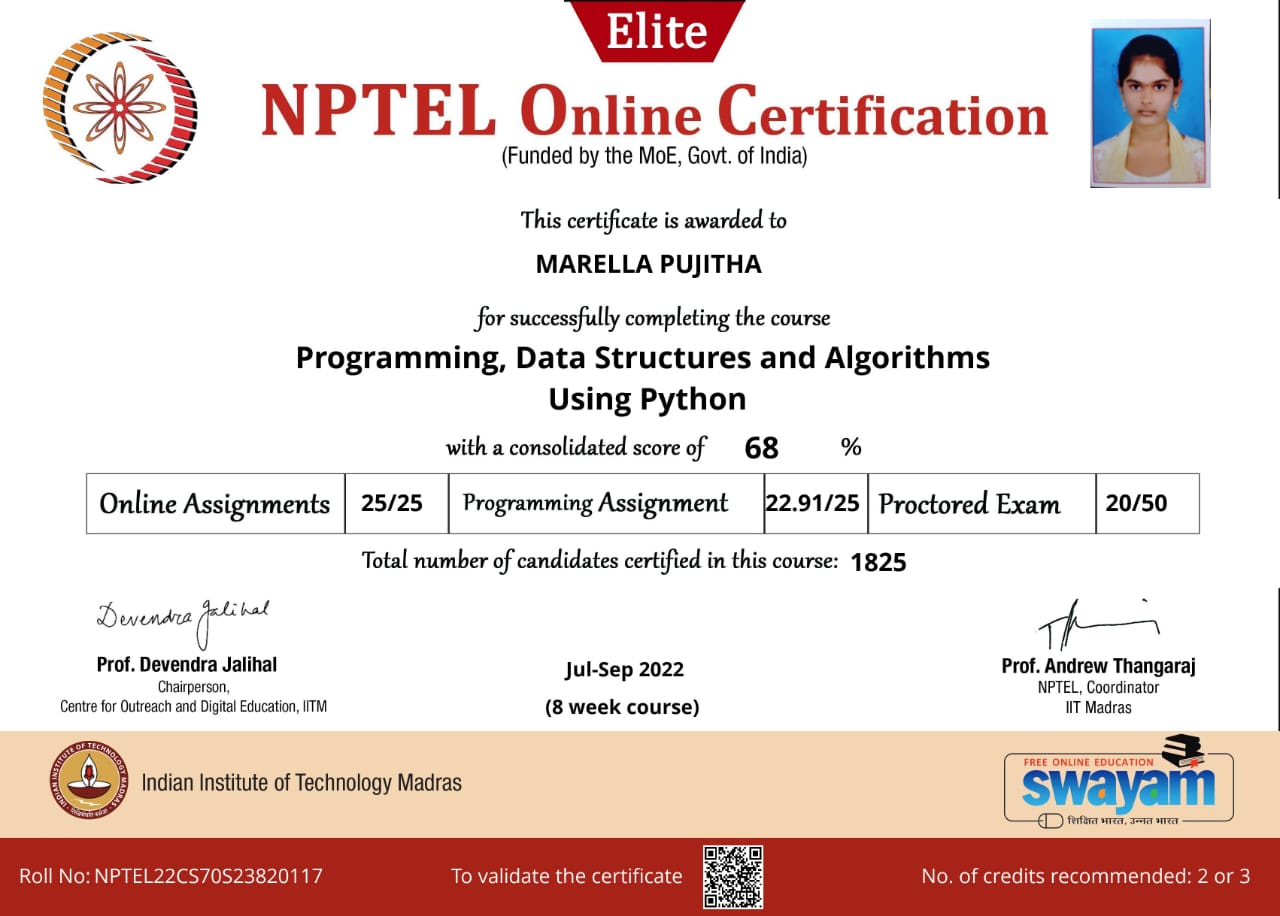 Elite
NPTEL Online Certification
(Funded by the MoE, Govt. of India)
This certificate is awarded to
MARELLA PUJITHA
for successfully completing the course
Programming, Data Structures and Algorithms
Using Python
with a consolidated score of 68 %
Online Assignments 25/25 Programming Assignment 22.91/25 Proctored Exam 20/50
Total number of candidates certified in this course: 1825
Devendra Jalihal
Prof. Devendra Jalihal
Chairperson,
Centre for Outreach and Digital Education, IITM
Jul-Sep 2022
(8 week course)
Prof. Andrew Thangaraj
NPTEL, Coordinator
IIT Madras
INDIAN INSTITUTE OF TECHNOLOGY MADRAS
Indian Institute of Technology Madras
FREE ONLINE EDUCATION
swayam
शिक्षित भारत, उन्नत भारत
Roll No: NPTEL22CS70S23820117
To validate the certificate
No. of credits recommended: 2 or 3